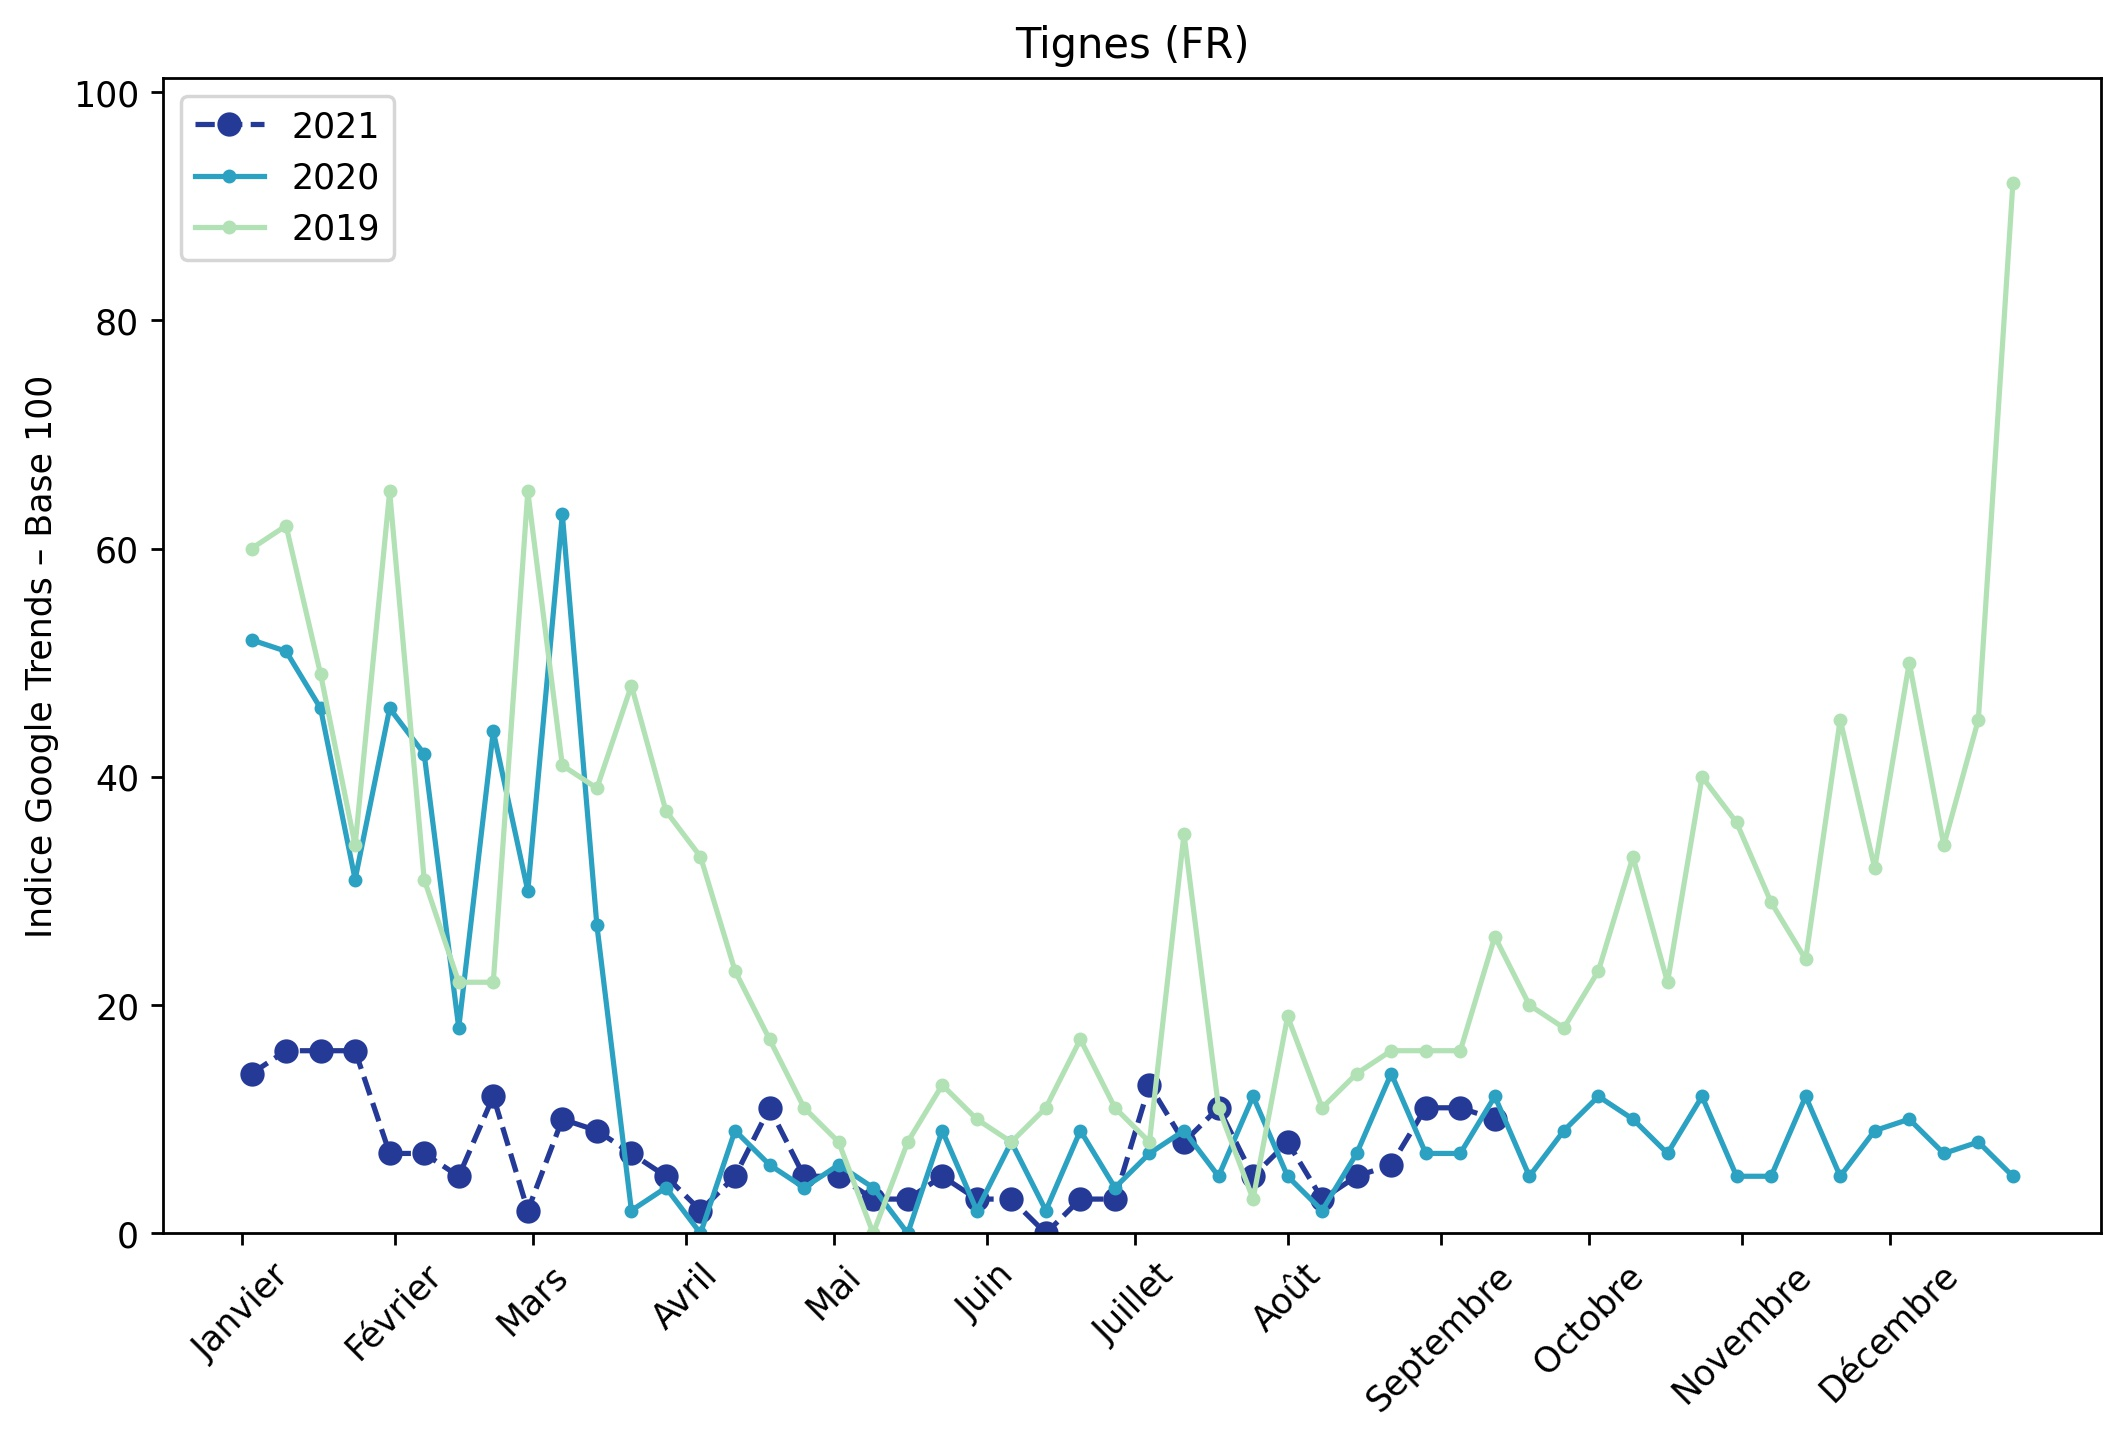 Tignes (FR)
Indice Google Trends – Base 100
100
80
60
40
20
0
2021
2020
2019
Janvier
Février
Mars
Avril
Mai
Juin
Juillet
Août
Septembre
Octobre
Novembre
Décembre